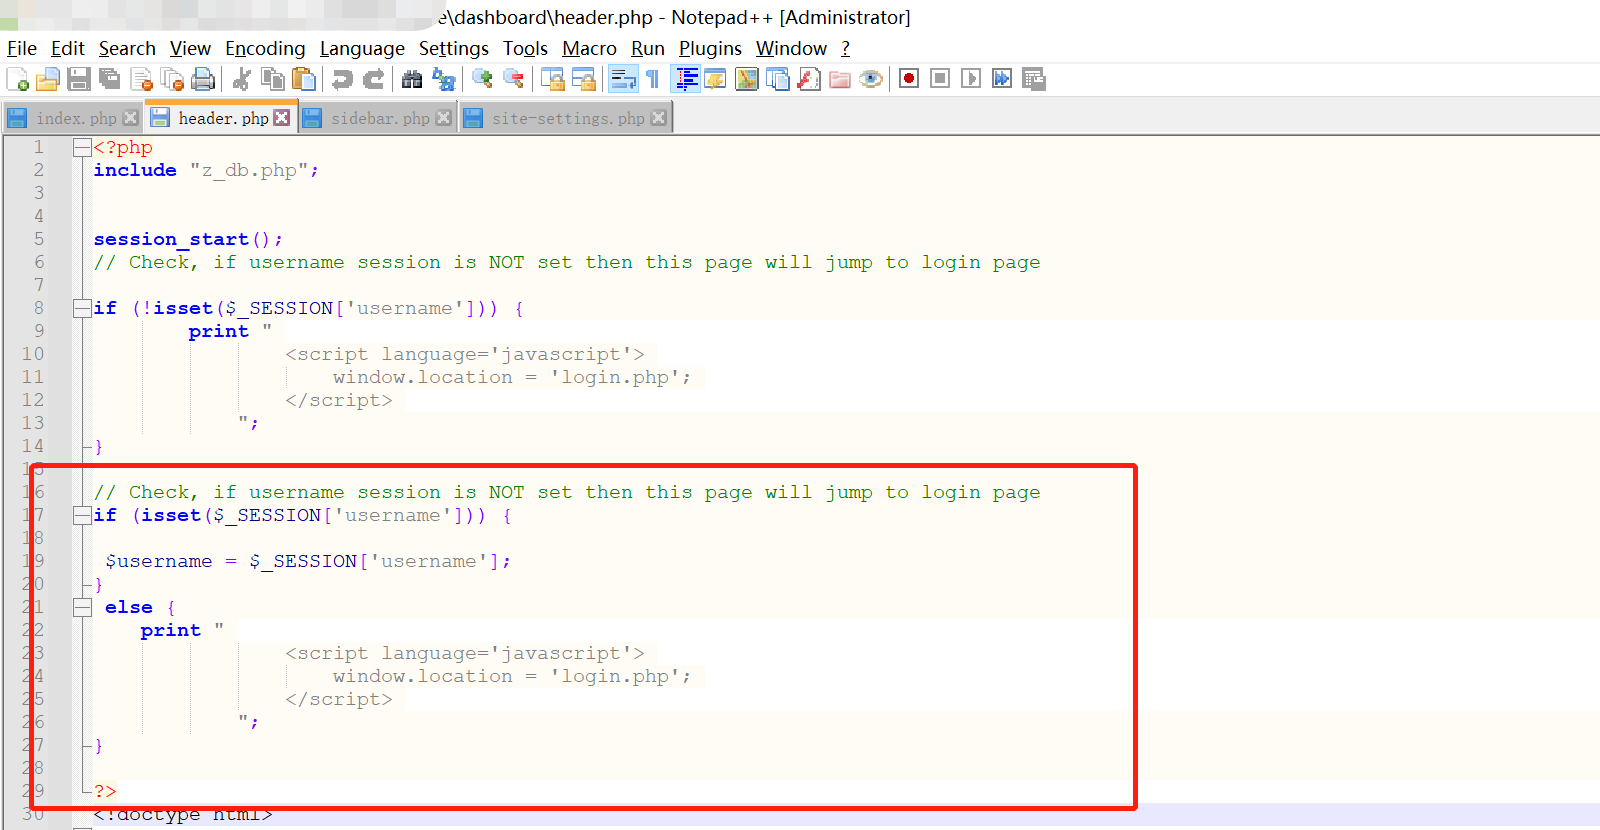 e\dashboard\header.php - Notepad++ [Administrator]
File Edit Search View Encoding Language Settings Tools Macro Run Plugins Window ?
index.php header.php sidebar.php site-settings.php
1 <?php
2 include "z_db.php";
3
4
5 session_start();
6 // Check, if username session is NOT set then this page will jump to login page
7
8 if (!isset($_SESSION['username'])) {
9 print "
10 <script language='javascript'>
11 window.location = 'login.php';
12 </script>
13 ";
14 }
15
16 // Check, if username session is NOT set then this page will jump to login page
17 if (isset($_SESSION['username'])) {
18
19 $username = $_SESSION['username'];
20 }
21 else {
22 print "
23 <script language='javascript'>
24 window.location = 'login.php';
25 </script>
26 ";
27 }
28
29 ?>
30 <!doctype html>